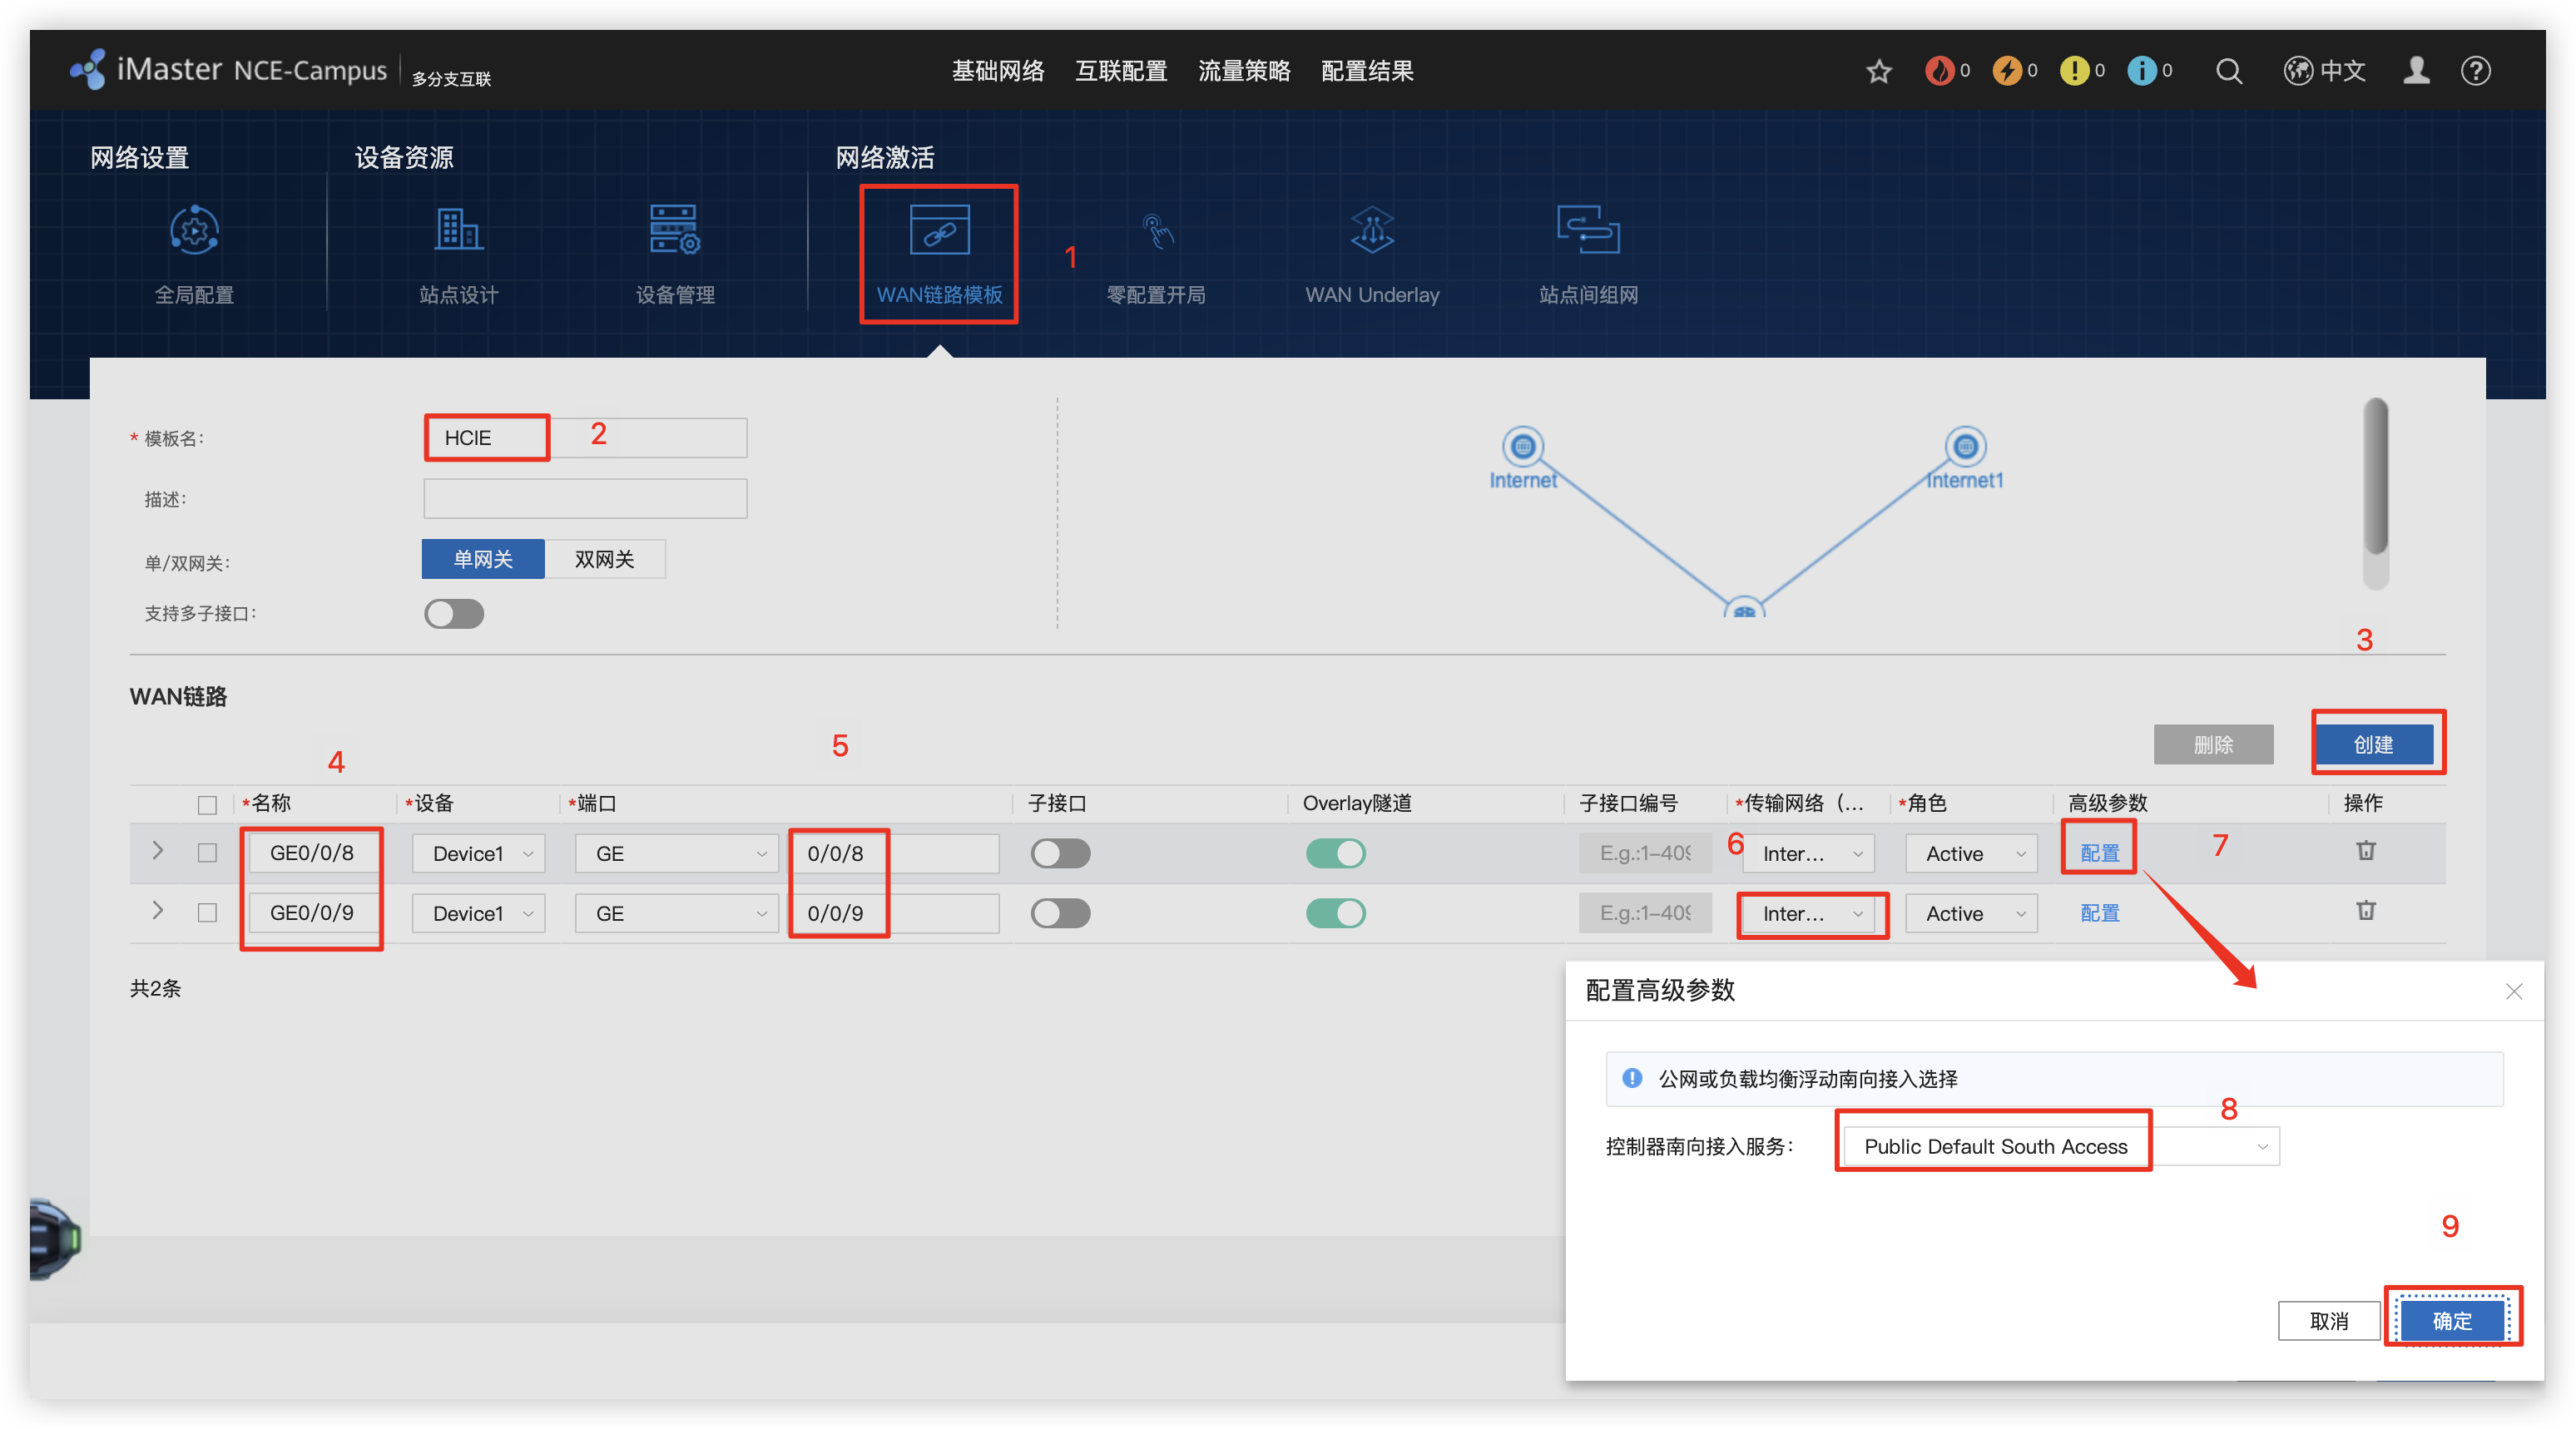 iMaster NCE-Campus 多分支互联 基础网络 互联配置 流量策略 配置结果 0 0 0 0 中文
网络设置 设备资源 网络激活
1
全局配置 站点设计 设备管理 WAN链路模板 零配置开局 WAN Underlay 站点间组网
* 模板名: HCIE 2
描述:
单/双网关: 单网关 双网关
支持多子接口:
Internet Internet1
3
WAN链路
删除 创建
4 5
*名称 *设备 *端口 子接口 Overlay隧道 子接口编号 *传输网络（... *角色 高级参数 操作
GE0/0/8 Device1 GE 0/0/8 E.g.:1-409 6 Inter... Active 配置 7
GE0/0/9 Device1 GE 0/0/9 E.g.:1-409 Inter... Active 配置
共2条
配置高级参数
公网或负载均衡浮动南向接入选择
8
控制器南向接入服务: Public Default South Access
9
取消 确定